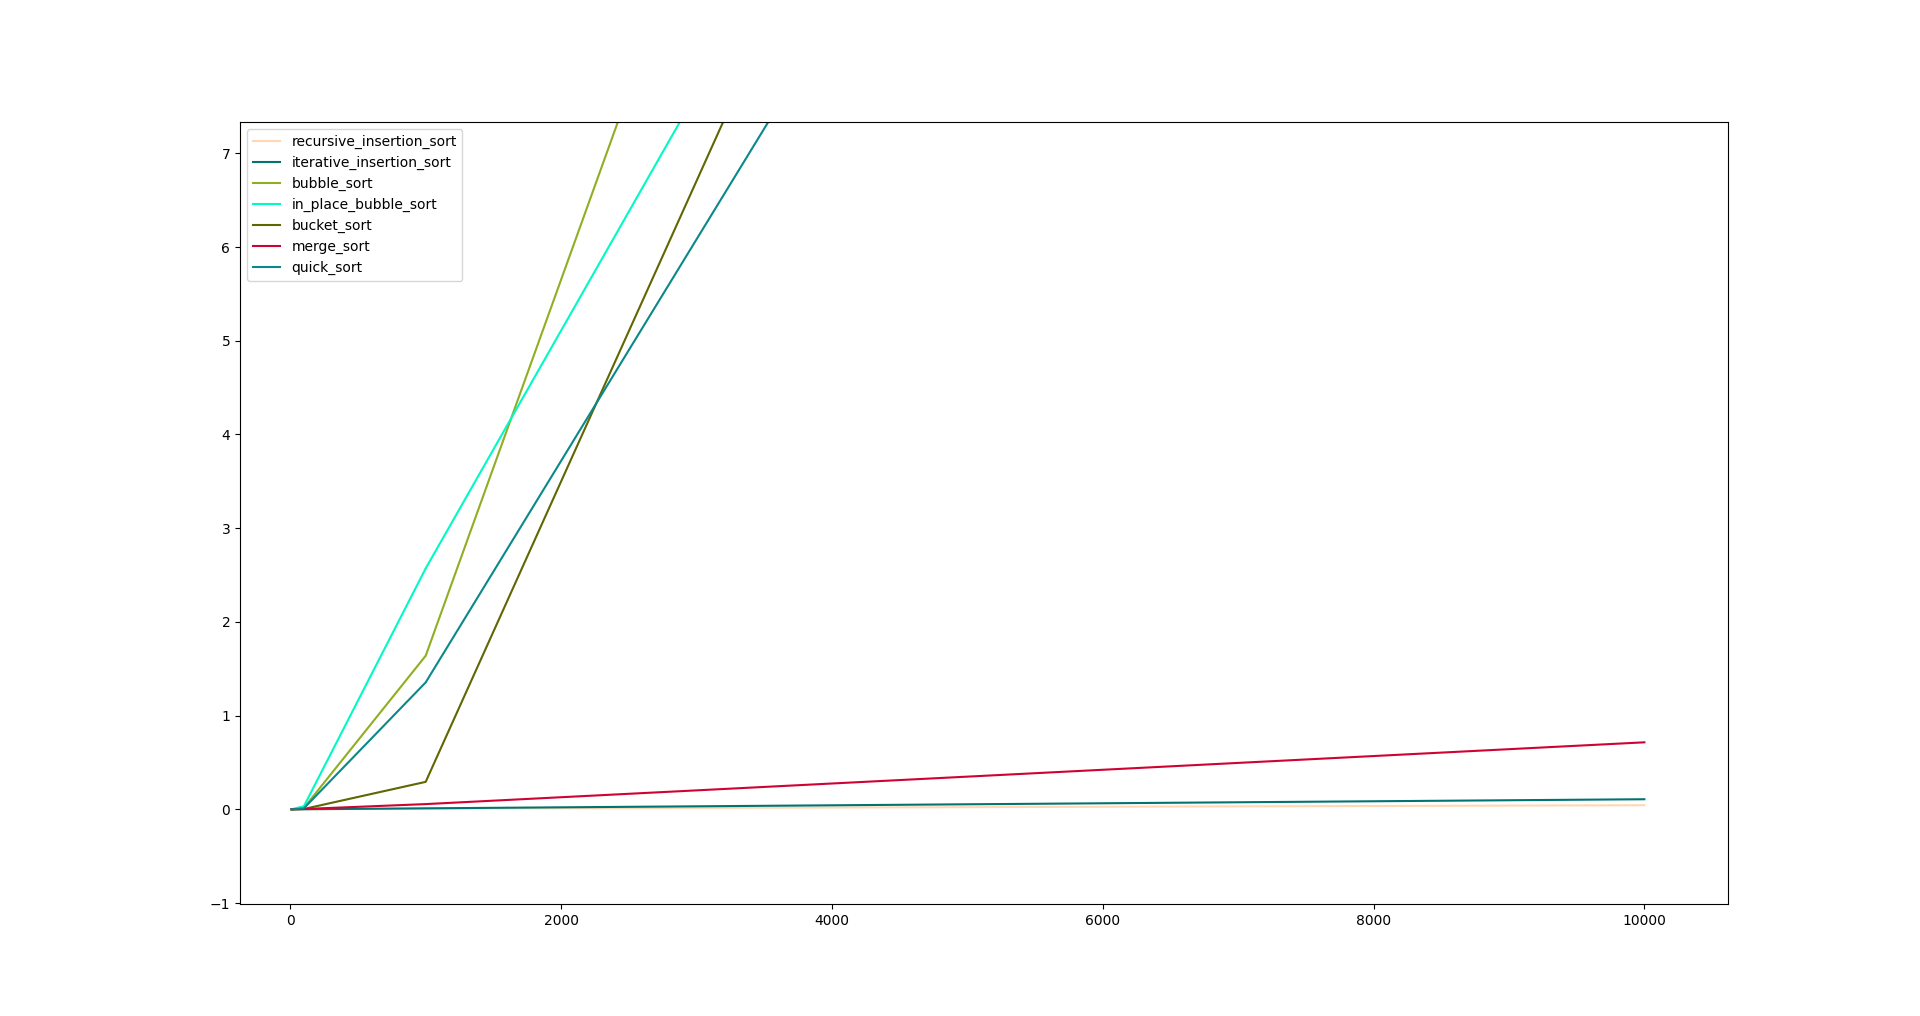 recursive_insertion_sort
iterative_insertion_sort
bubble_sort
in_place_bubble_sort
bucket_sort
merge_sort
quick_sort
7
6
5
4
3
2
1
0
−1
0 2000 4000 6000 8000 10000